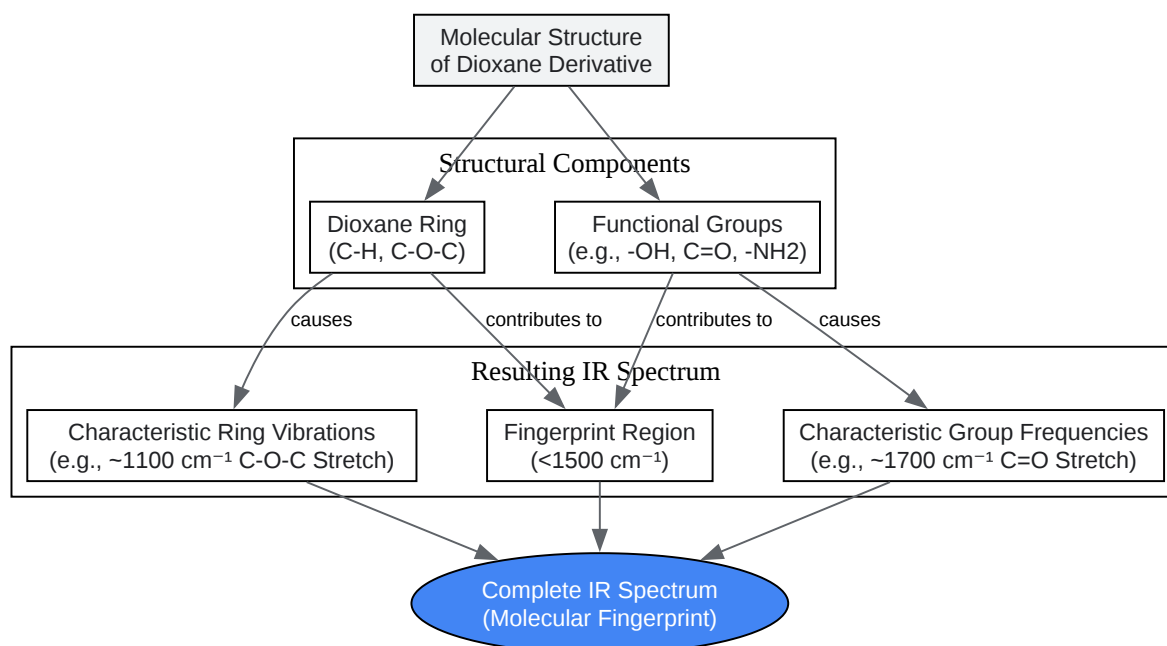 Molecular Structure
of Dioxane Derivative
Structural Components
Dioxane Ring
(C-H, C-O-C)
Functional Groups
(e.g., -OH, C=O, -NH2)
causes
contributes to
contributes to
causes
Resulting IR Spectrum
Characteristic Ring Vibrations
(e.g., ~1100 cm⁻¹ C-O-C Stretch)
Fingerprint Region
(<1500 cm⁻¹)
Characteristic Group Frequencies
(e.g., ~1700 cm⁻¹ C=O Stretch)
Complete IR Spectrum
(Molecular Fingerprint)